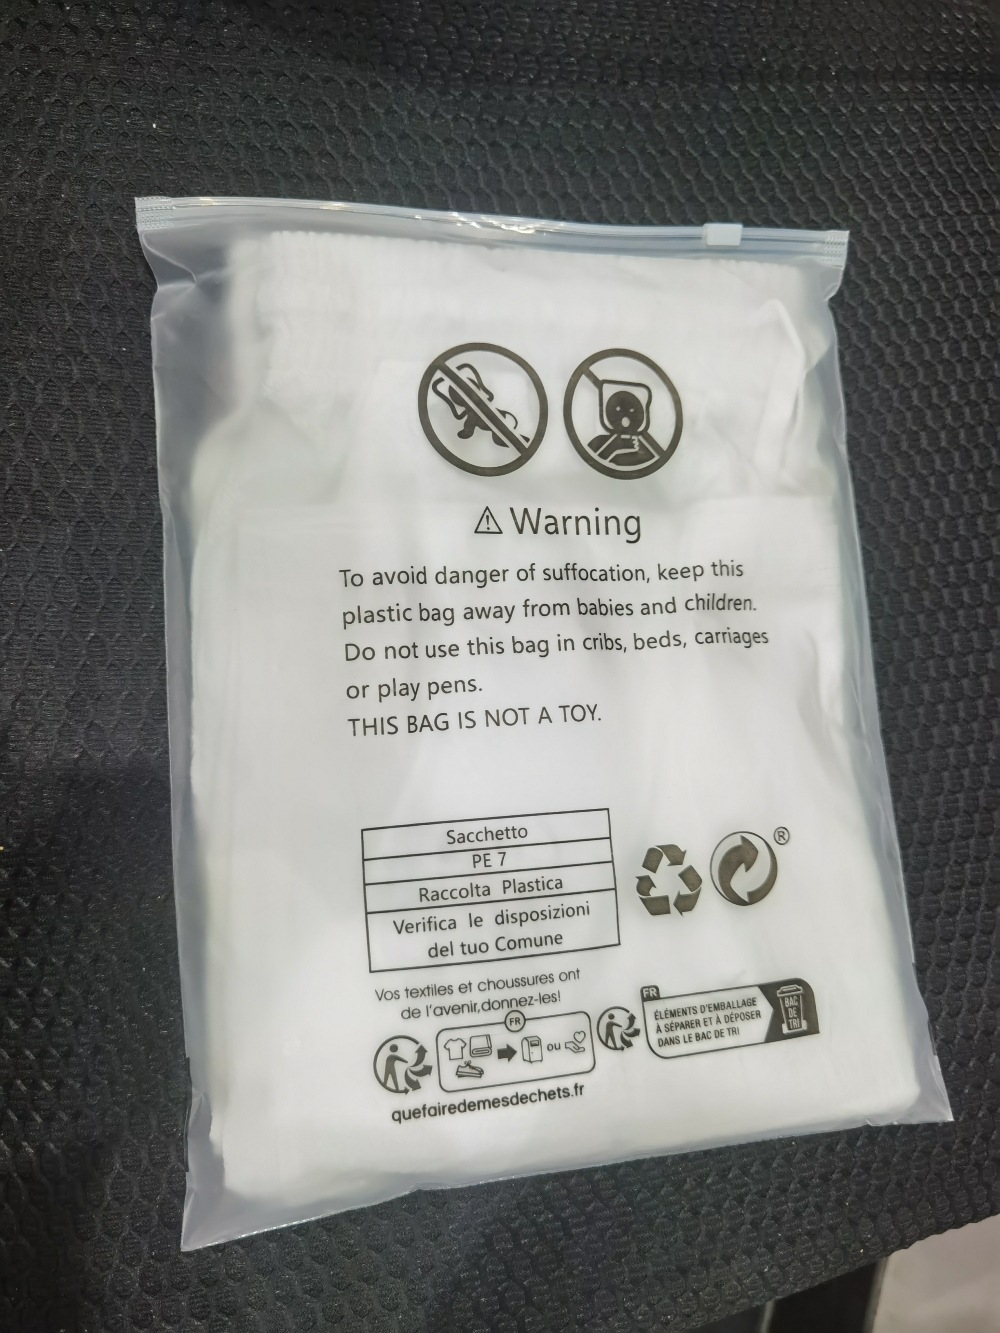 ⚠ Warning
To avoid danger of suffocation, keep this
plastic bag away from babies and children.
Do not use this bag in cribs, beds, carriages
or play pens.
THIS BAG IS NOT A TOY.
Sacchetto
PE 7
Raccolta Plastica
Verifica le disposizioni
del tuo Comune
®
Vos textiles et chaussures ont
de l'avenir,donnez-les!
FR
ou
quefairedemesdechets.fr
FR
ÉLÉMENTS D'EMBALLAGE
À SÉPARER ET À DÉPOSER
DANS LE BAC DE TRI
BAC
DE
TRI